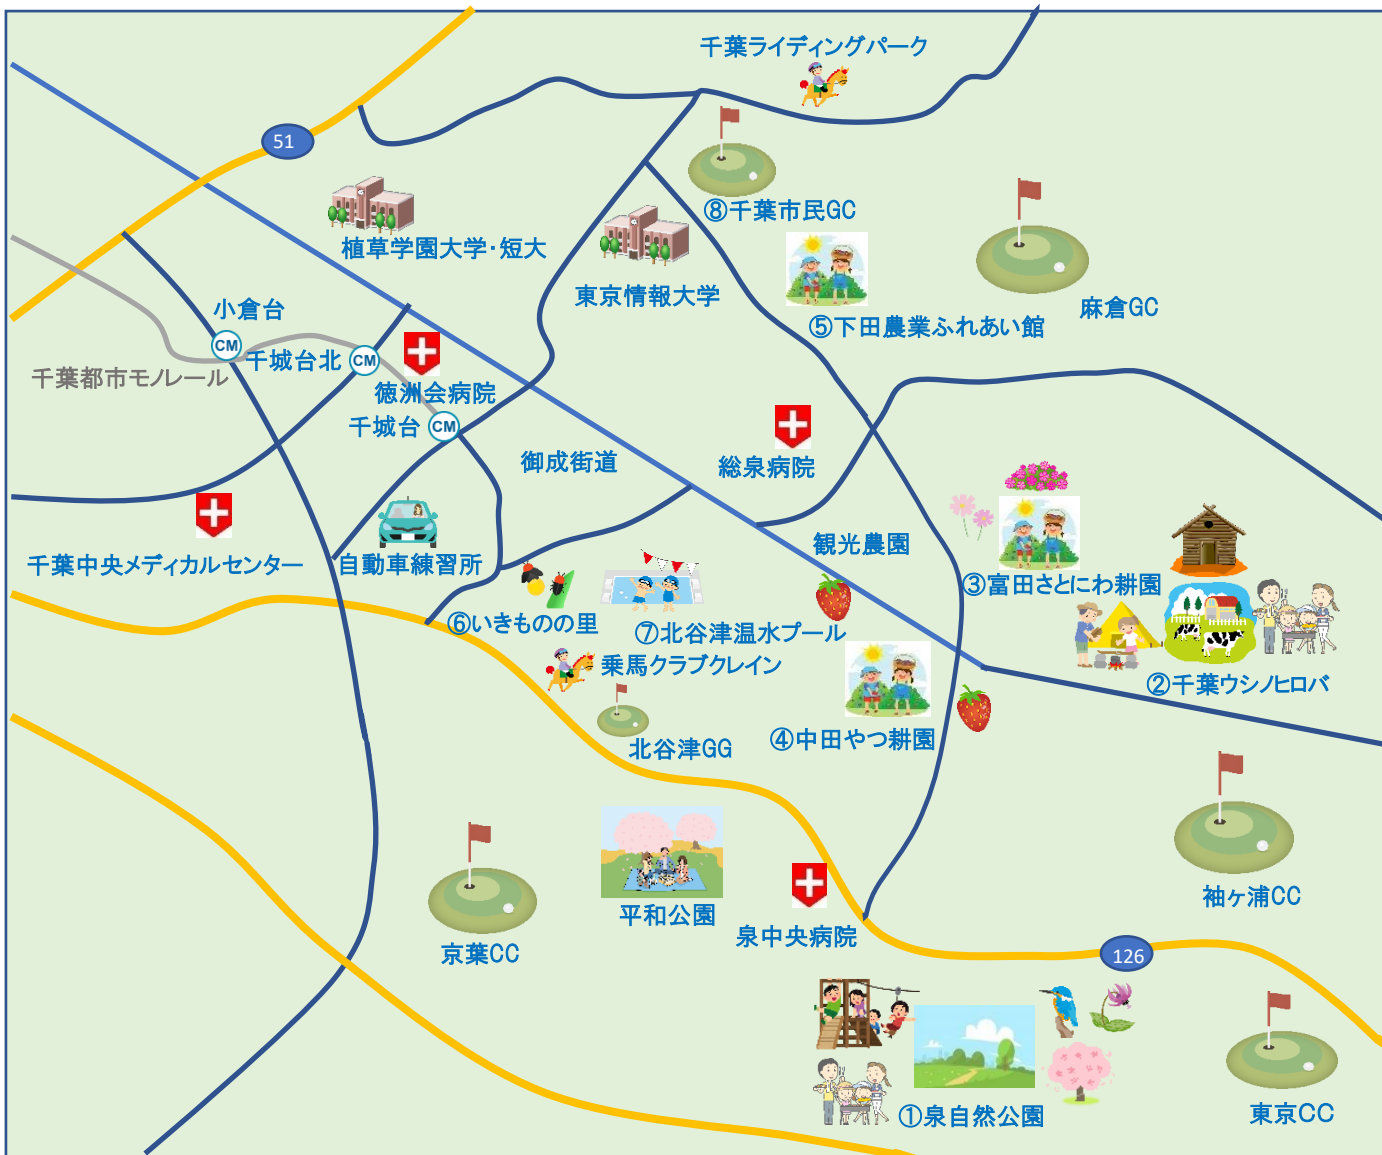 千葉ライディングパーク
51
⑧千葉市民GC
植草学園大学・短大
東京情報大学
麻倉GC
小倉台
⑤下田農業ふれあい館
CM
千城台北
CM
千葉都市モノレール
徳洲会病院
千城台
CM
御成街道
総泉病院
観光農園
千葉中央メディカルセンター
自動車練習所
③富田さとにわ耕園
⑥いきものの里
⑦北谷津温水プール
乗馬クラブクレイン
②千葉ウシノヒロバ
④中田やつ耕園
北谷津GG
袖ヶ浦CC
平和公園
泉中央病院
京葉CC
126
①泉自然公園
東京CC